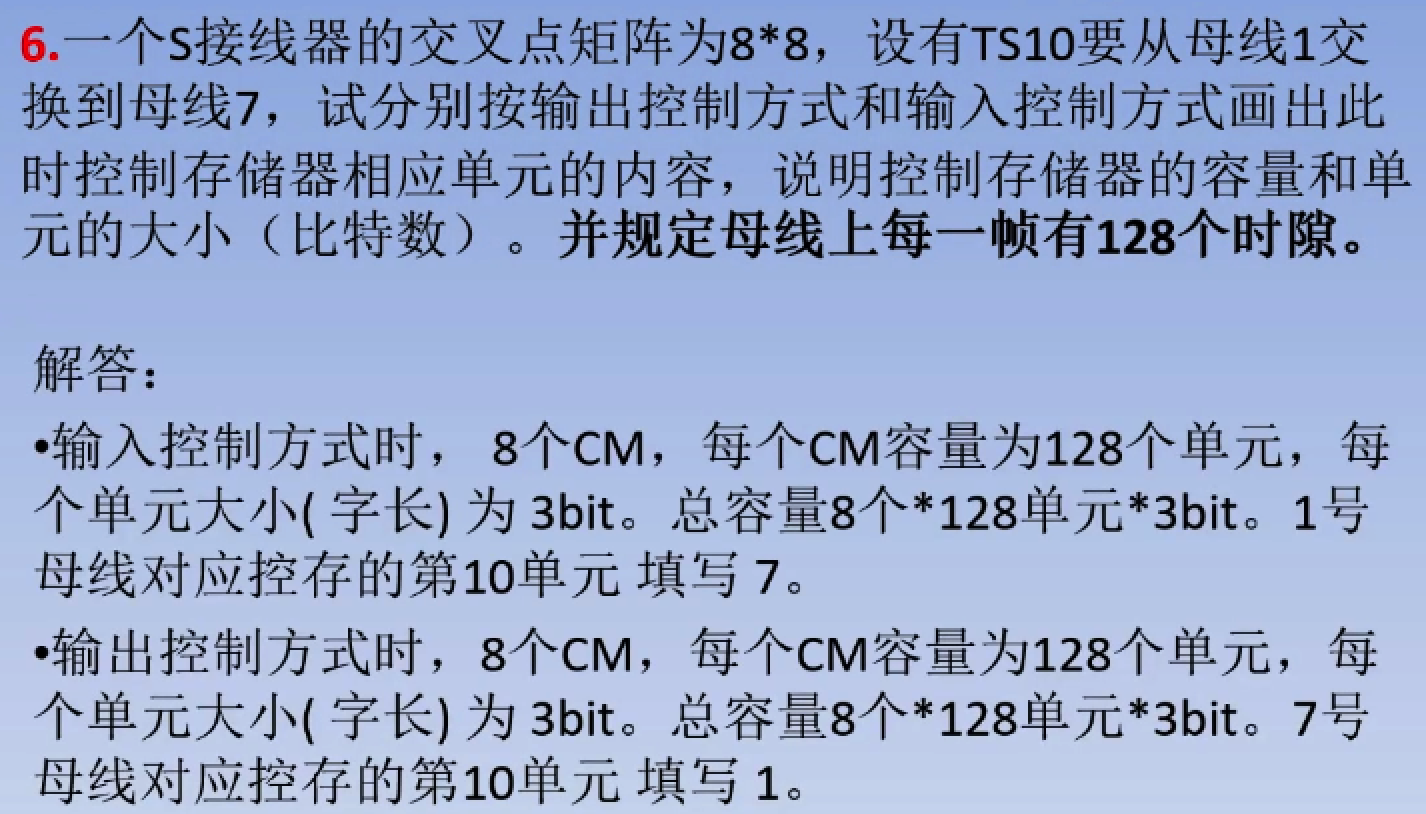 6.一个S接线器的交叉点矩阵为8*8，设有TS10要从母线1交
换到母线7，试分别按输出控制方式和输入控制方式画出此
时控制存储器相应单元的内容，说明控制存储器的容量和单
元的大小（比特数）。并规定母线上每一帧有128个时隙。
解答：
•输入控制方式时， 8个CM，每个CM容量为128个单元，每
个单元大小( 字长) 为 3bit。总容量8个*128单元*3bit。1号
母线对应控存的第10单元 填写 7。
•输出控制方式时，8个CM，每个CM容量为128个单元，每
个单元大小( 字长) 为 3bit。总容量8个*128单元*3bit。7号
母线对应控存的第10单元 填写 1。